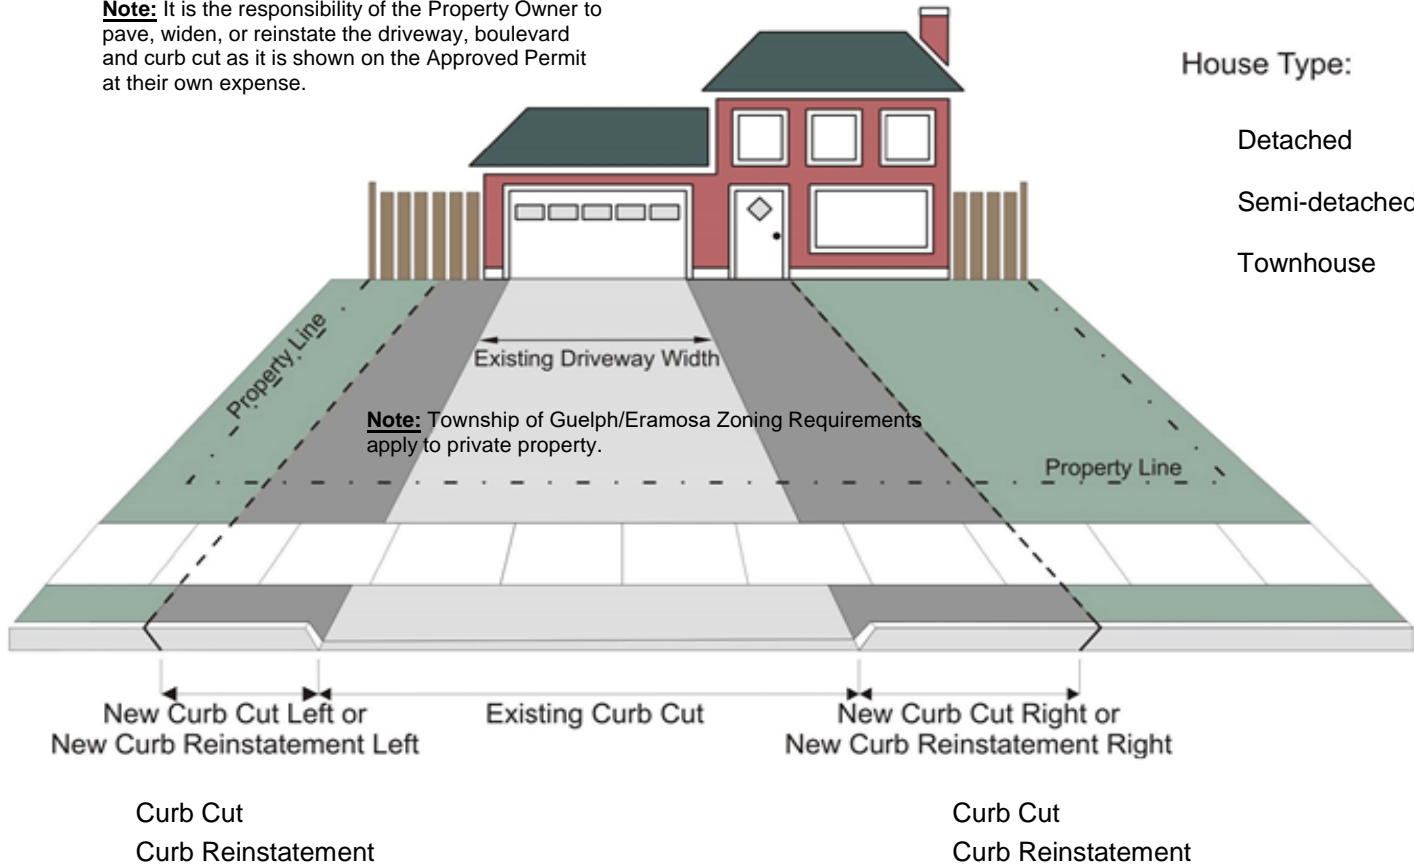 Note: It is the responsibility of the Property Owner to
pave, widen, or reinstate the driveway, boulevard
and curb cut as it is shown on the Approved Permit
at their own expense.
House Type:
Detached
Semi-detached
Townhouse
Property Line
Existing Driveway Width
Note: Township of Guelph/Eramosa Zoning Requirements
apply to private property.
Property Line
New Curb Cut Left or
New Curb Reinstatement Left
Existing Curb Cut
New Curb Cut Right or
New Curb Reinstatement Right
Curb Cut
Curb Reinstatement
Curb Cut
Curb Reinstatement